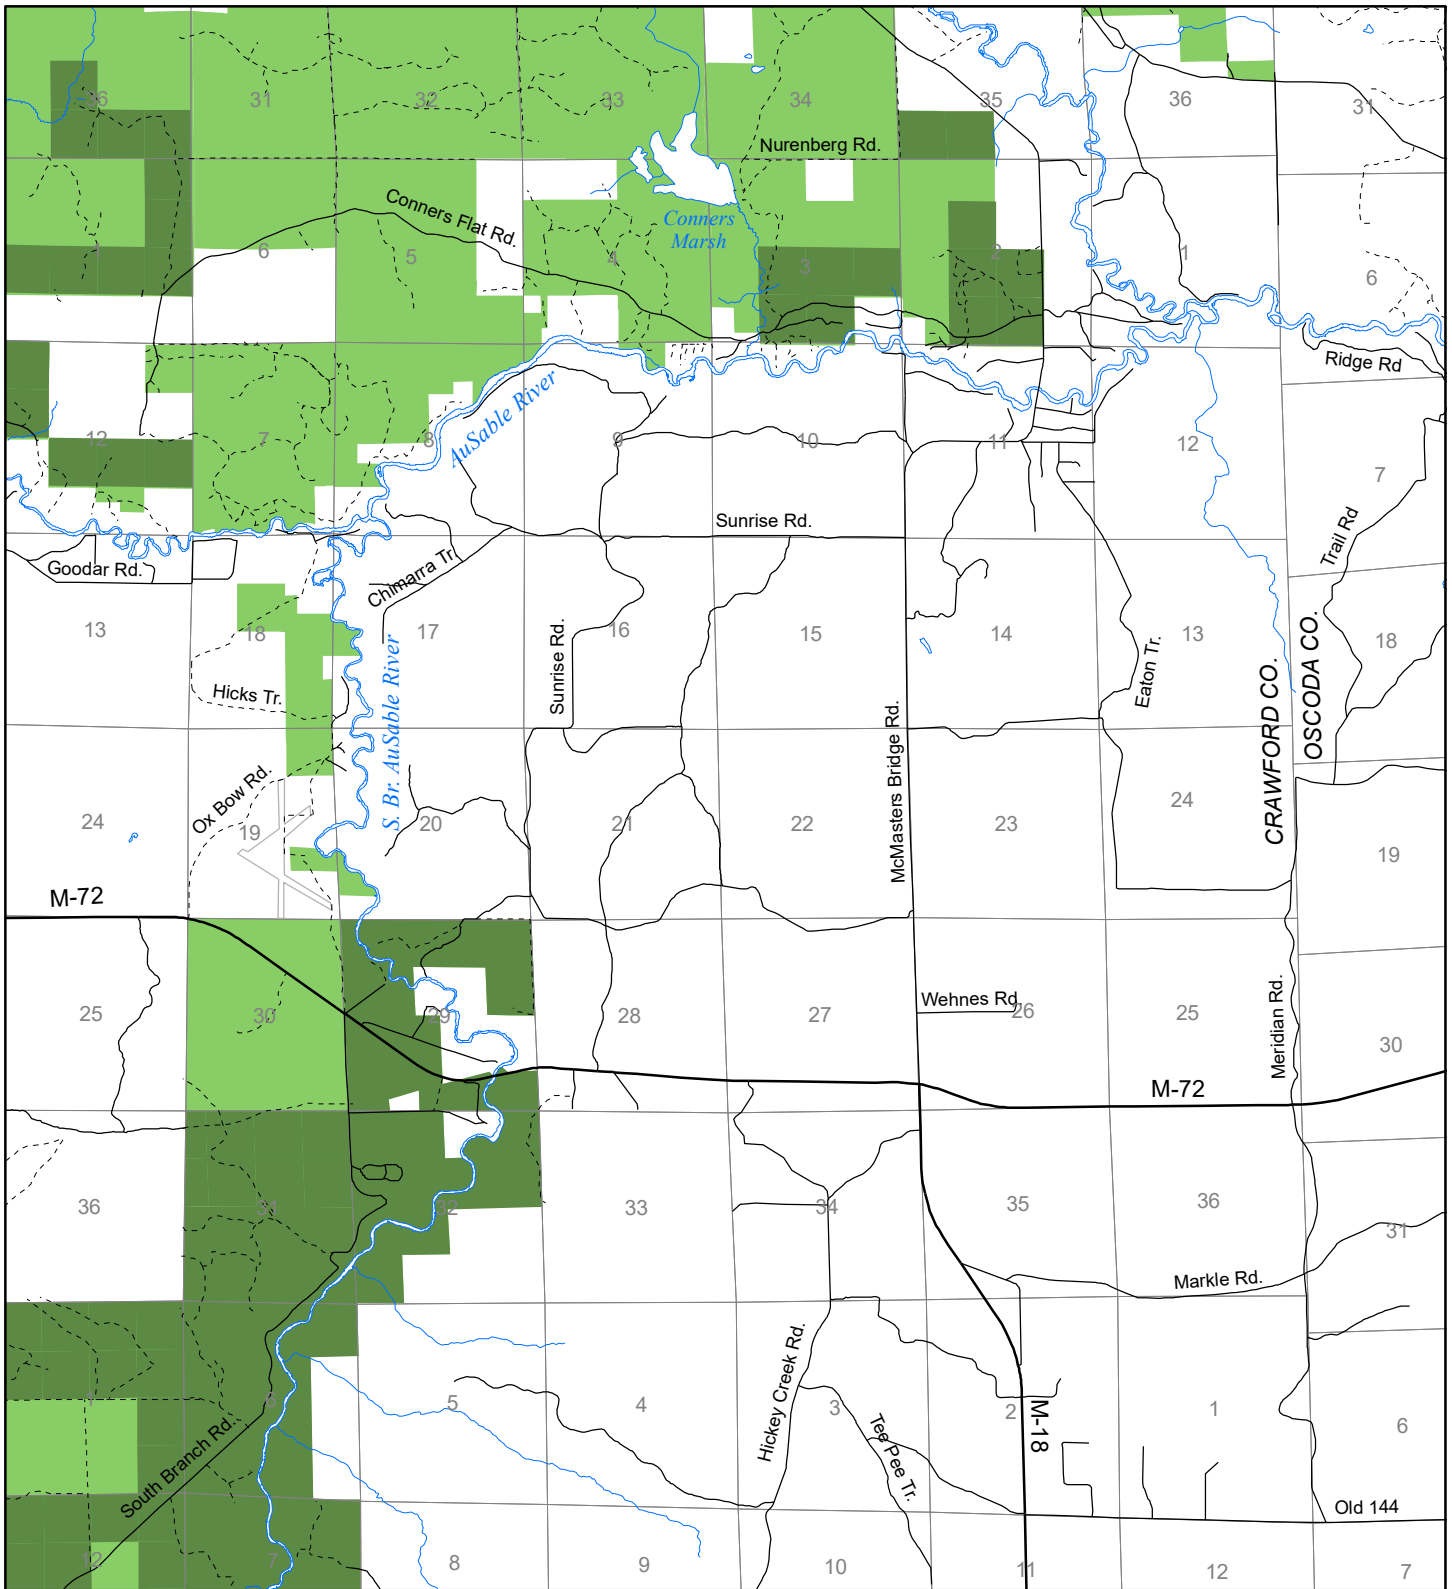 36
31
32
33
34
35
36
31
Nurenberg Rd.
Conners Flat Rd.
Conners
Marsh
1
6
5
4
3
2
1
6
Ridge Rd
AuSable River
12
7
8
9
10
11
12
7
Sunrise Rd.
Trail Rd
Goodar Rd.
Chimarra Tr.
13
18
17
16
15
14
13
18
Sunrise Rd.
Hicks Tr.
S. Br. AuSable River
Eaton Tr.
McMasters Bridge Rd.
CRAWFORD CO.
OSCODA CO.
Ox Bow Rd.
24
19
20
21
22
23
24
19
M-72
25
30
29
28
27
Wehnes Rd
26
25
Meridian Rd.
30
M-72
36
31
32
33
34
35
36
31
Markle Rd.
Hickey Creek Rd.
1
6
5
4
3
2
M-18
1
6
South Branch Rd.
Tee Pee Tr.
Old 144
12
7
8
9
10
11
12
7